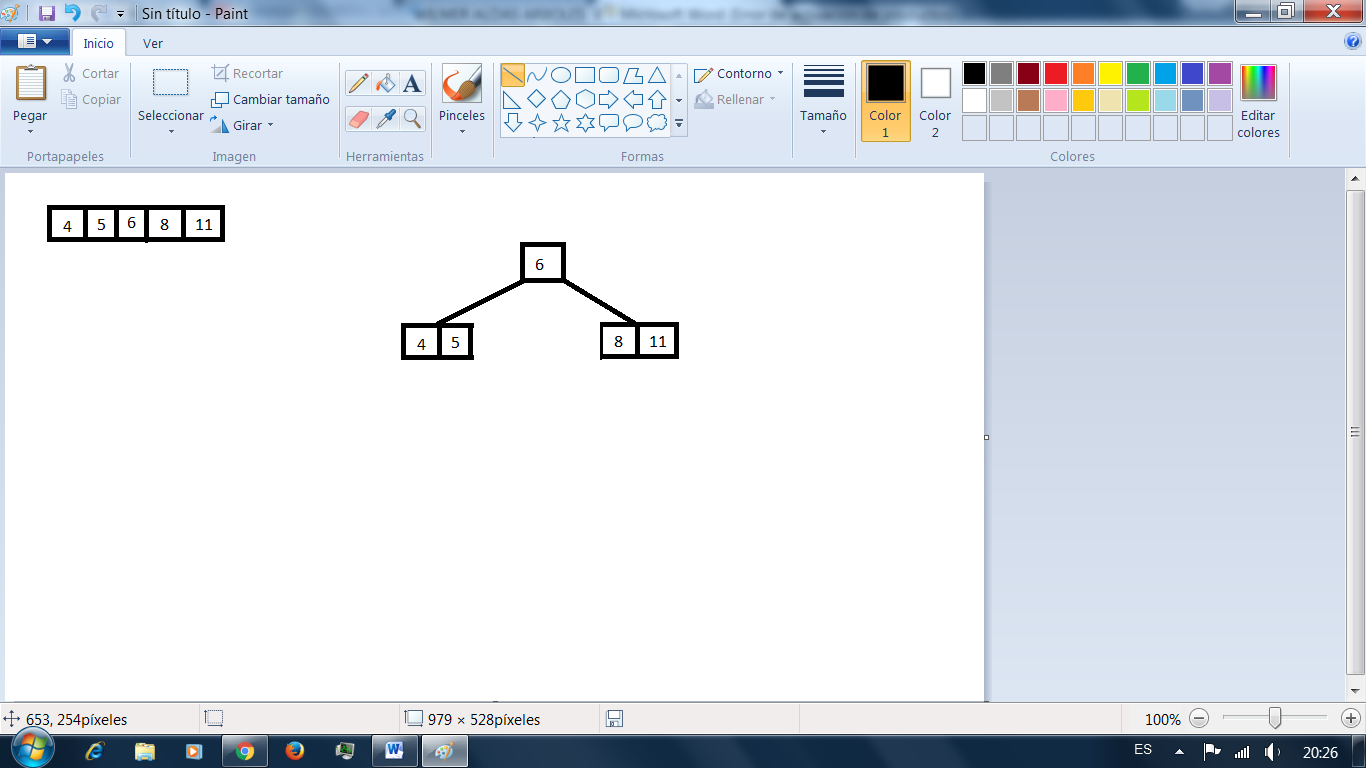 Sin título - Paint
Inicio Ver
Pegar
Cortar
Copiar
Portapapeles
Seleccionar
Recortar
Cambiar tamaño
Girar
Imagen
A
Herramientas
Pinceles
Contorno
Rellenar
Formas
Tamaño
Color
1
Color
2
Editar
colores
Colores
4 5 6 8 11
6
4 5 8 11
653, 254píxeles 979 × 528píxeles 100%
ES 20:26